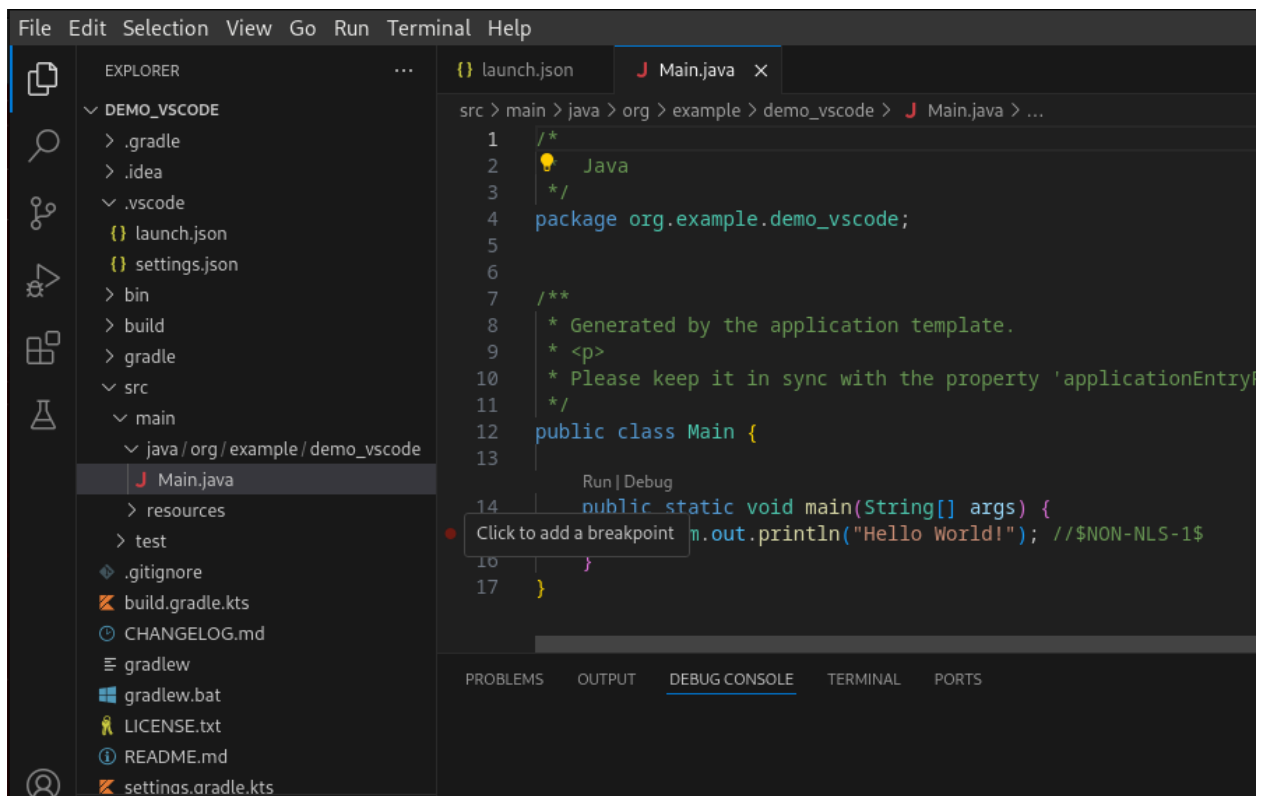 File Edit Selection View Go Run Terminal Help
EXPLORER ...
DEMO_VSCODE
.gradle
.idea
.vscode
{} launch.json
{} settings.json
bin
build
gradle
src
main
java/org/example/demo_vscode
J Main.java
resources
test
.gitignore
build.gradle.kts
CHANGELOG.md
gradlew
gradlew.bat
LICENSE.txt
README.md
settings.gradle.kts
{} launch.json J Main.java ×
src > main > java > org > example > demo_vscode > J Main.java > ...
1 /*
2 Java
3 */
4 package org.example.demo_vscode;
5
6
7 /**
8 * Generated by the application template.
9 * <p>
10 * Please keep it in sync with the property 'applicationEntry
11 */
12 public class Main {
13
Run | Debug
14 public static void main(String[] args) {
Click to add a breakpoint m.out.println("Hello World!"); //$NON-NLS-1$
16 }
17 }
PROBLEMS OUTPUT DEBUG CONSOLE TERMINAL PORTS